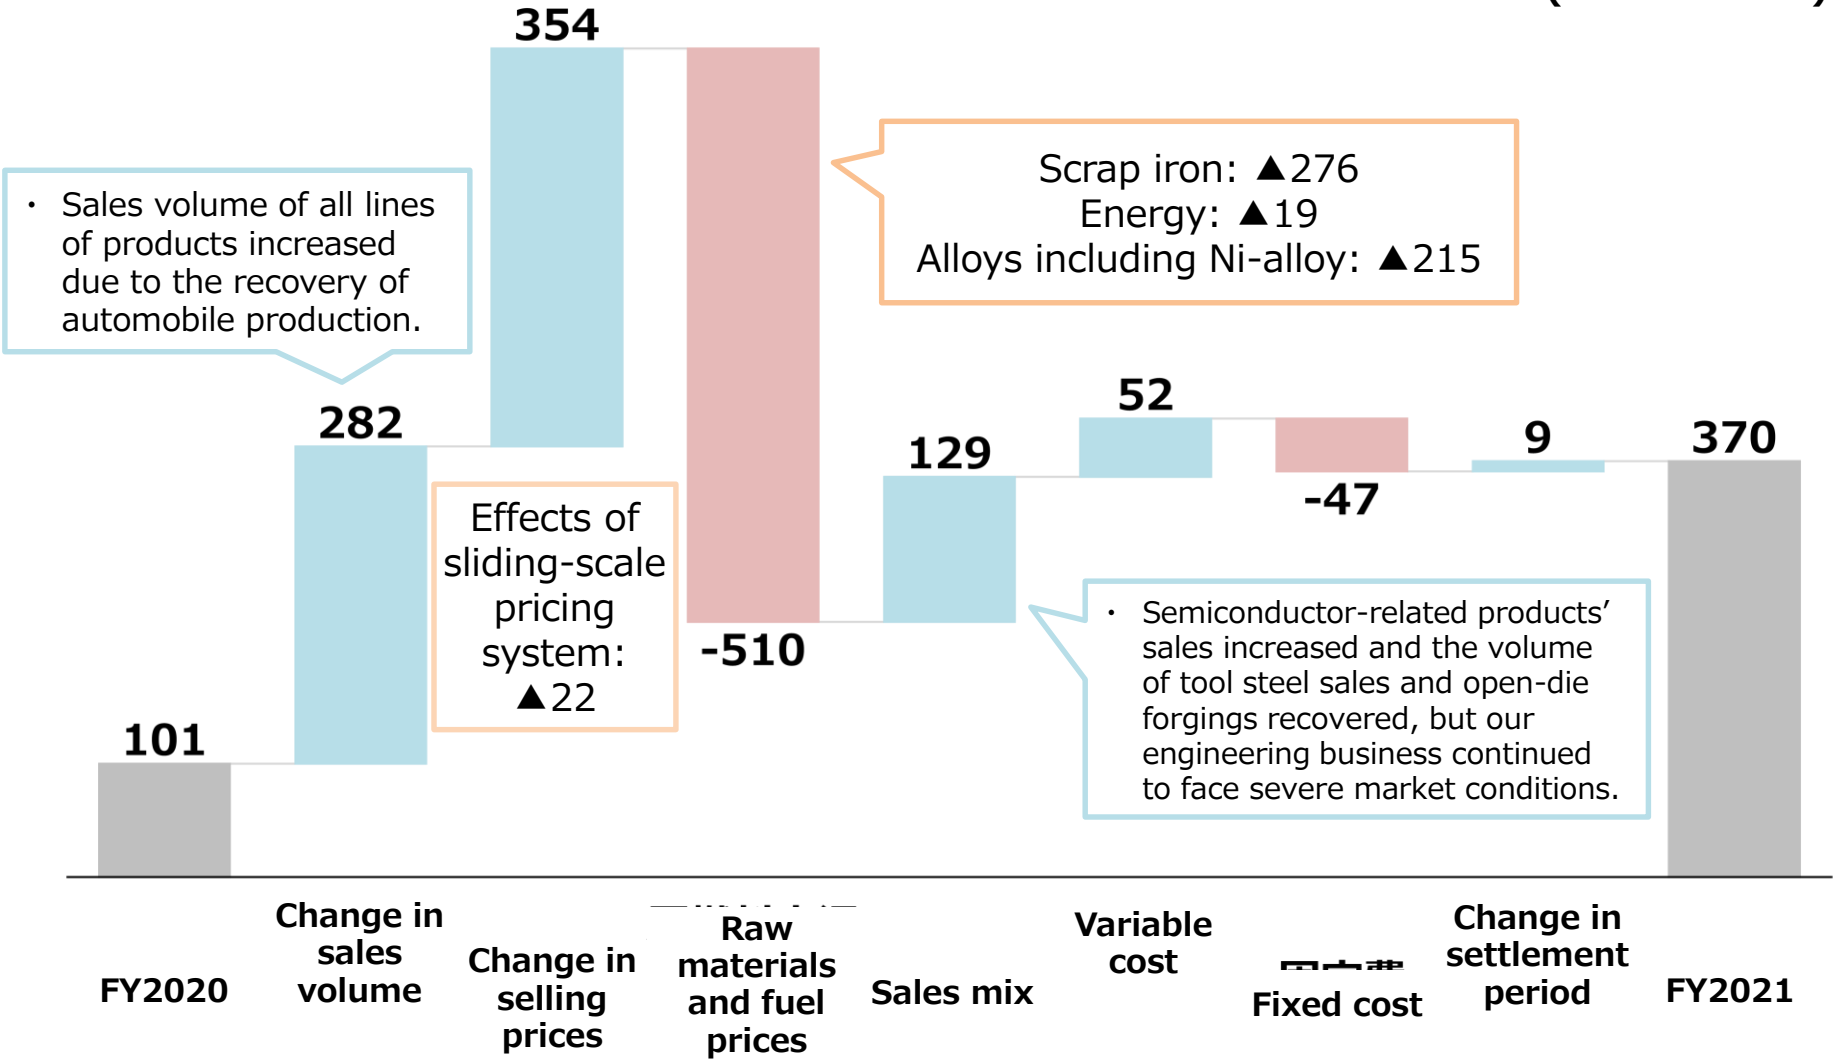 354
Scrap iron: ▲276
Energy: ▲19
Alloys including Ni-alloy: ▲215
・ Sales volume of all lines
of products increased
due to the recovery of
automobile production.
282
52
129
9
370
-47
Effects of
sliding-scale
pricing
system:
▲22
-510
・ Semiconductor-related products’
sales increased and the volume
of tool steel sales and open-die
forgings recovered, but our
engineering business continued
to face severe market conditions.
101
FY2020
Change in
sales
volume
Change in
selling
prices
Raw
materials
and fuel
prices
Sales mix
Variable
cost
Fixed cost
Change in
settlement
period
FY2021